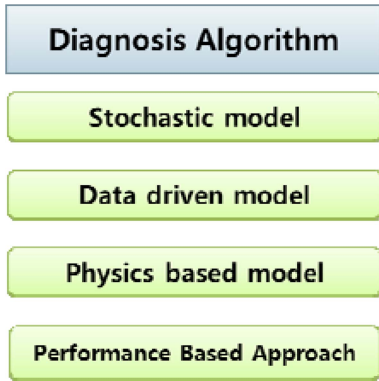 Diagnosis Algorithm
Stochastic model
Data driven model
Physics based model
Performance Based Approach